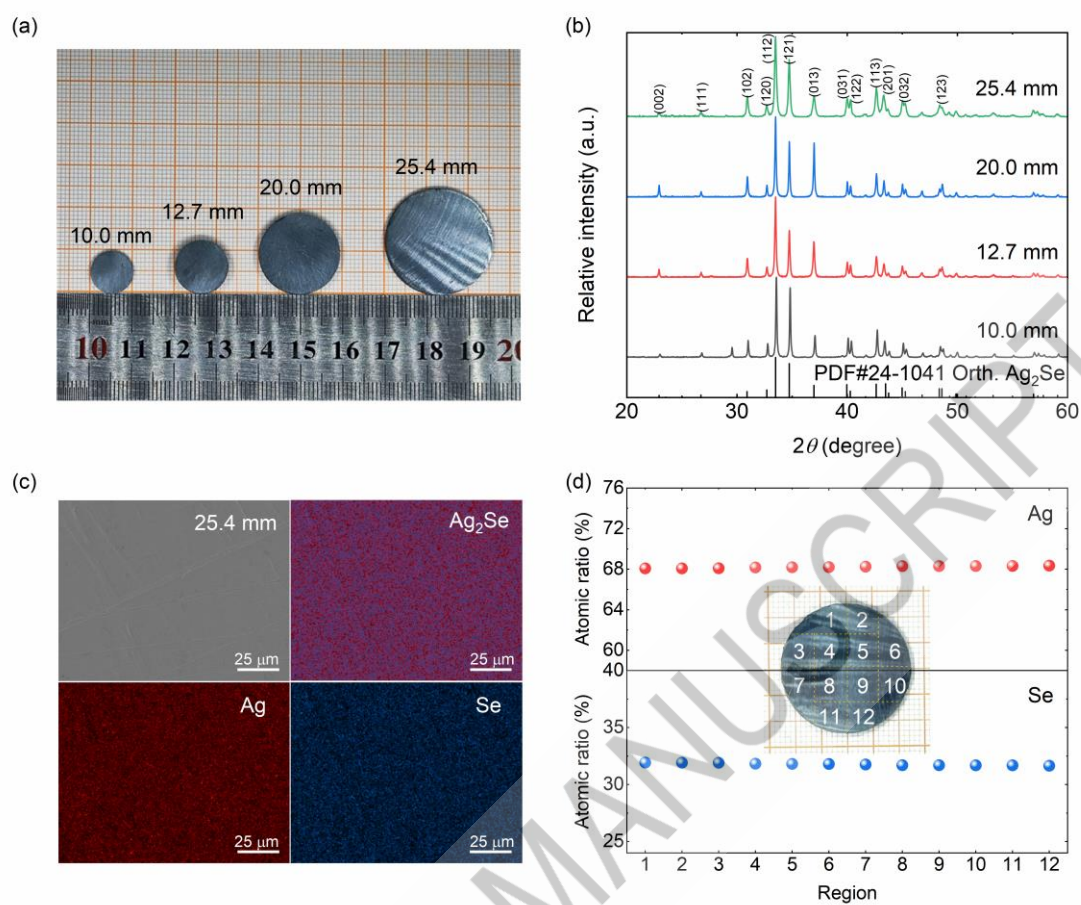 (a)
25.4 mm
20.0 mm
12.7 mm
10.0 mm
10 11 12 13 14 15 16 17 18 19 20
(b)
Relative intensity (a.u.)
(002)
(111)
(102)
(120)
(112)
(121)
(013)
(031)
(122)
(113)
(201)
(032)
(123)
25.4 mm
20.0 mm
12.7 mm
10.0 mm
PDF#24-1041 Orth. Ag₂Se
20 30 40 50 60
2θ (degree)
(c)
25.4 mm
25 μm
Ag₂Se
25 μm
Ag
25 μm
Se
25 μm
(d)
Atomic ratio (%)
76
72
68
64
60
40
Atomic ratio (%)
35
30
25
Ag
Se
1 2
3 4 5 6
7 8 9 10
11 12
1 2 3 4 5 6 7 8 9 10 11 12
Region
MANUSCRIPT